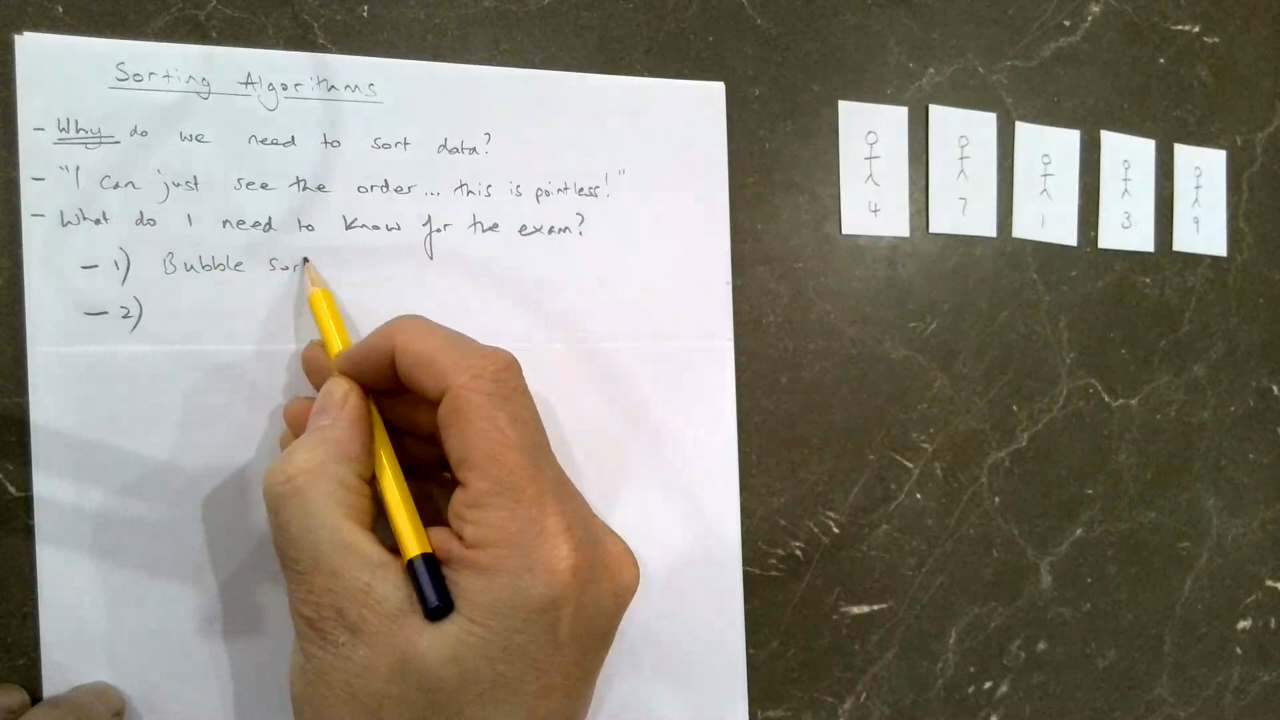 Sorting Algorithms
- Why do we need to sort data?
- "I can just see the order... this is pointless!"
- What do I need to know for the exam?
- 1) Bubble sor
- 2)
4 7 1 3 9